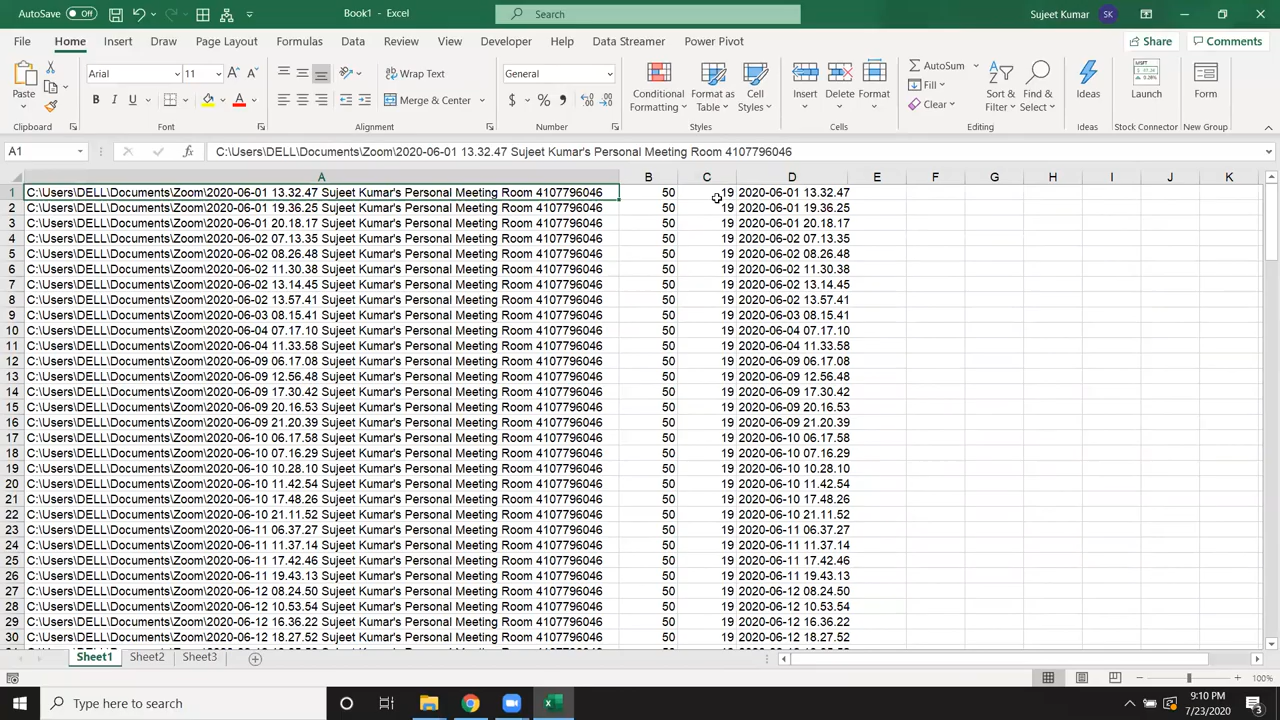 AutoSave Off Book1 - Excel Search Sujeet Kumar SK
File Home Insert Draw Page Layout Formulas Data Review View Developer Help Data Streamer Power Pivot Share Comments
Arial 11 A A Wrap Text General AutoSum
Paste B I U A Merge & Center $ % Fill Clear
Conditional Formatting Format as Table Cell Styles Insert Delete Format Sort & Filter Find & Select Ideas Launch Form
Clipboard Font Alignment Number Styles Cells Editing Ideas Stock Connector New Group
A1 fx C:\Users\DELL\Documents\Zoom\2020-06-01 13.32.47 Sujeet Kumar's Personal Meeting Room 4107796046
A B C D E F G H I J K
1 C:\Users\DELL\Documents\Zoom\2020-06-01 13.32.47 Sujeet Kumar's Personal Meeting Room 4107796046 50 19 2020-06-01 13.32.47
2 C:\Users\DELL\Documents\Zoom\2020-06-01 19.36.25 Sujeet Kumar's Personal Meeting Room 4107796046 50 19 2020-06-01 19.36.25
3 C:\Users\DELL\Documents\Zoom\2020-06-01 20.18.17 Sujeet Kumar's Personal Meeting Room 4107796046 50 19 2020-06-01 20.18.17
4 C:\Users\DELL\Documents\Zoom\2020-06-02 07.13.35 Sujeet Kumar's Personal Meeting Room 4107796046 50 19 2020-06-02 07.13.35
5 C:\Users\DELL\Documents\Zoom\2020-06-02 08.26.48 Sujeet Kumar's Personal Meeting Room 4107796046 50 19 2020-06-02 08.26.48
6 C:\Users\DELL\Documents\Zoom\2020-06-02 11.30.38 Sujeet Kumar's Personal Meeting Room 4107796046 50 19 2020-06-02 11.30.38
7 C:\Users\DELL\Documents\Zoom\2020-06-02 13.14.45 Sujeet Kumar's Personal Meeting Room 4107796046 50 19 2020-06-02 13.14.45
8 C:\Users\DELL\Documents\Zoom\2020-06-02 13.57.41 Sujeet Kumar's Personal Meeting Room 4107796046 50 19 2020-06-02 13.57.41
9 C:\Users\DELL\Documents\Zoom\2020-06-03 08.15.41 Sujeet Kumar's Personal Meeting Room 4107796046 50 19 2020-06-03 08.15.41
10 C:\Users\DELL\Documents\Zoom\2020-06-04 07.17.10 Sujeet Kumar's Personal Meeting Room 4107796046 50 19 2020-06-04 07.17.10
11 C:\Users\DELL\Documents\Zoom\2020-06-04 11.33.58 Sujeet Kumar's Personal Meeting Room 4107796046 50 19 2020-06-04 11.33.58
12 C:\Users\DELL\Documents\Zoom\2020-06-09 06.17.08 Sujeet Kumar's Personal Meeting Room 4107796046 50 19 2020-06-09 06.17.08
13 C:\Users\DELL\Documents\Zoom\2020-06-09 12.56.48 Sujeet Kumar's Personal Meeting Room 4107796046 50 19 2020-06-09 12.56.48
14 C:\Users\DELL\Documents\Zoom\2020-06-09 17.30.42 Sujeet Kumar's Personal Meeting Room 4107796046 50 19 2020-06-09 17.30.42
15 C:\Users\DELL\Documents\Zoom\2020-06-09 20.16.53 Sujeet Kumar's Personal Meeting Room 4107796046 50 19 2020-06-09 20.16.53
16 C:\Users\DELL\Documents\Zoom\2020-06-09 21.20.39 Sujeet Kumar's Personal Meeting Room 4107796046 50 19 2020-06-09 21.20.39
17 C:\Users\DELL\Documents\Zoom\2020-06-10 06.17.58 Sujeet Kumar's Personal Meeting Room 4107796046 50 19 2020-06-10 06.17.58
18 C:\Users\DELL\Documents\Zoom\2020-06-10 07.16.29 Sujeet Kumar's Personal Meeting Room 4107796046 50 19 2020-06-10 07.16.29
19 C:\Users\DELL\Documents\Zoom\2020-06-10 10.28.10 Sujeet Kumar's Personal Meeting Room 4107796046 50 19 2020-06-10 10.28.10
20 C:\Users\DELL\Documents\Zoom\2020-06-10 11.42.54 Sujeet Kumar's Personal Meeting Room 4107796046 50 19 2020-06-10 11.42.54
21 C:\Users\DELL\Documents\Zoom\2020-06-10 17.48.26 Sujeet Kumar's Personal Meeting Room 4107796046 50 19 2020-06-10 17.48.26
22 C:\Users\DELL\Documents\Zoom\2020-06-10 21.11.52 Sujeet Kumar's Personal Meeting Room 4107796046 50 19 2020-06-10 21.11.52
23 C:\Users\DELL\Documents\Zoom\2020-06-11 06.37.27 Sujeet Kumar's Personal Meeting Room 4107796046 50 19 2020-06-11 06.37.27
24 C:\Users\DELL\Documents\Zoom\2020-06-11 11.37.14 Sujeet Kumar's Personal Meeting Room 4107796046 50 19 2020-06-11 11.37.14
25 C:\Users\DELL\Documents\Zoom\2020-06-11 17.42.46 Sujeet Kumar's Personal Meeting Room 4107796046 50 19 2020-06-11 17.42.46
26 C:\Users\DELL\Documents\Zoom\2020-06-11 19.43.13 Sujeet Kumar's Personal Meeting Room 4107796046 50 19 2020-06-11 19.43.13
27 C:\Users\DELL\Documents\Zoom\2020-06-12 08.24.50 Sujeet Kumar's Personal Meeting Room 4107796046 50 19 2020-06-12 08.24.50
28 C:\Users\DELL\Documents\Zoom\2020-06-12 10.53.54 Sujeet Kumar's Personal Meeting Room 4107796046 50 19 2020-06-12 10.53.54
29 C:\Users\DELL\Documents\Zoom\2020-06-12 16.36.22 Sujeet Kumar's Personal Meeting Room 4107796046 50 19 2020-06-12 16.36.22
30 C:\Users\DELL\Documents\Zoom\2020-06-12 18.27.52 Sujeet Kumar's Personal Meeting Room 4107796046 50 19 2020-06-12 18.27.52
Sheet1 Sheet2 Sheet3
100%
Type here to search
9:10 PM
7/23/2020
3